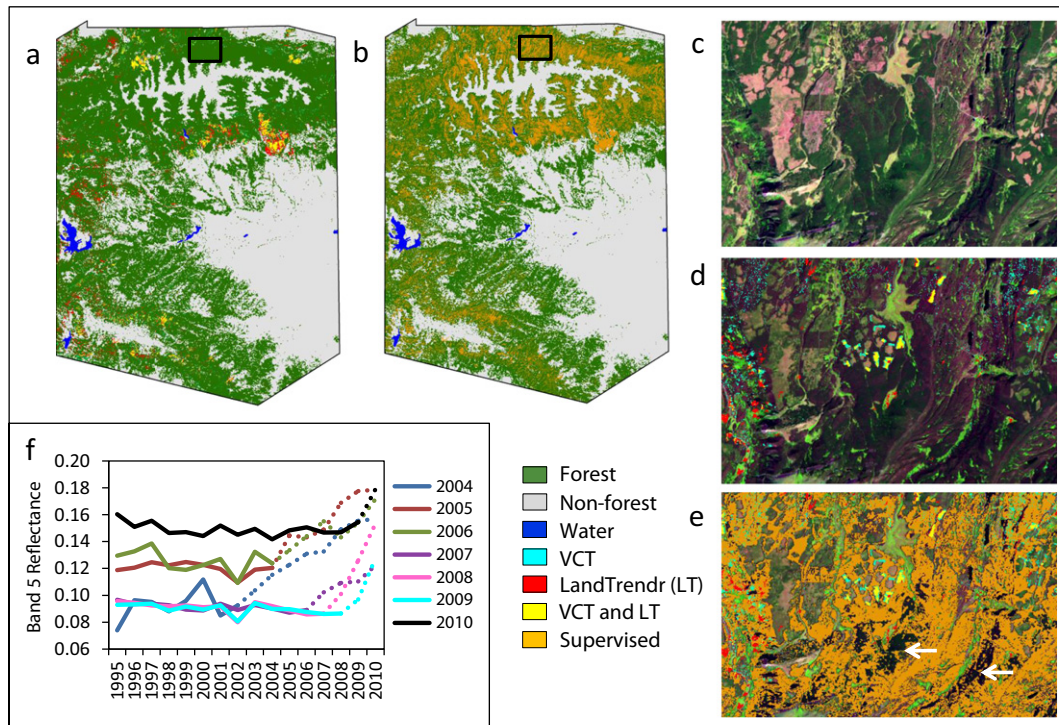 a
b
c
d
e
f
0.20
0.18
0.16
0.14
0.12
0.10
0.08
0.06
Band 5 Reflectance
1995
1996
1997
1998
1999
2000
2001
2002
2003
2004
2005
2006
2007
2008
2009
2010
2004
2005
2006
2007
2008
2009
2010
Forest
Non-forest
Water
VCT
LandTrendr (LT)
VCT and LT
Supervised